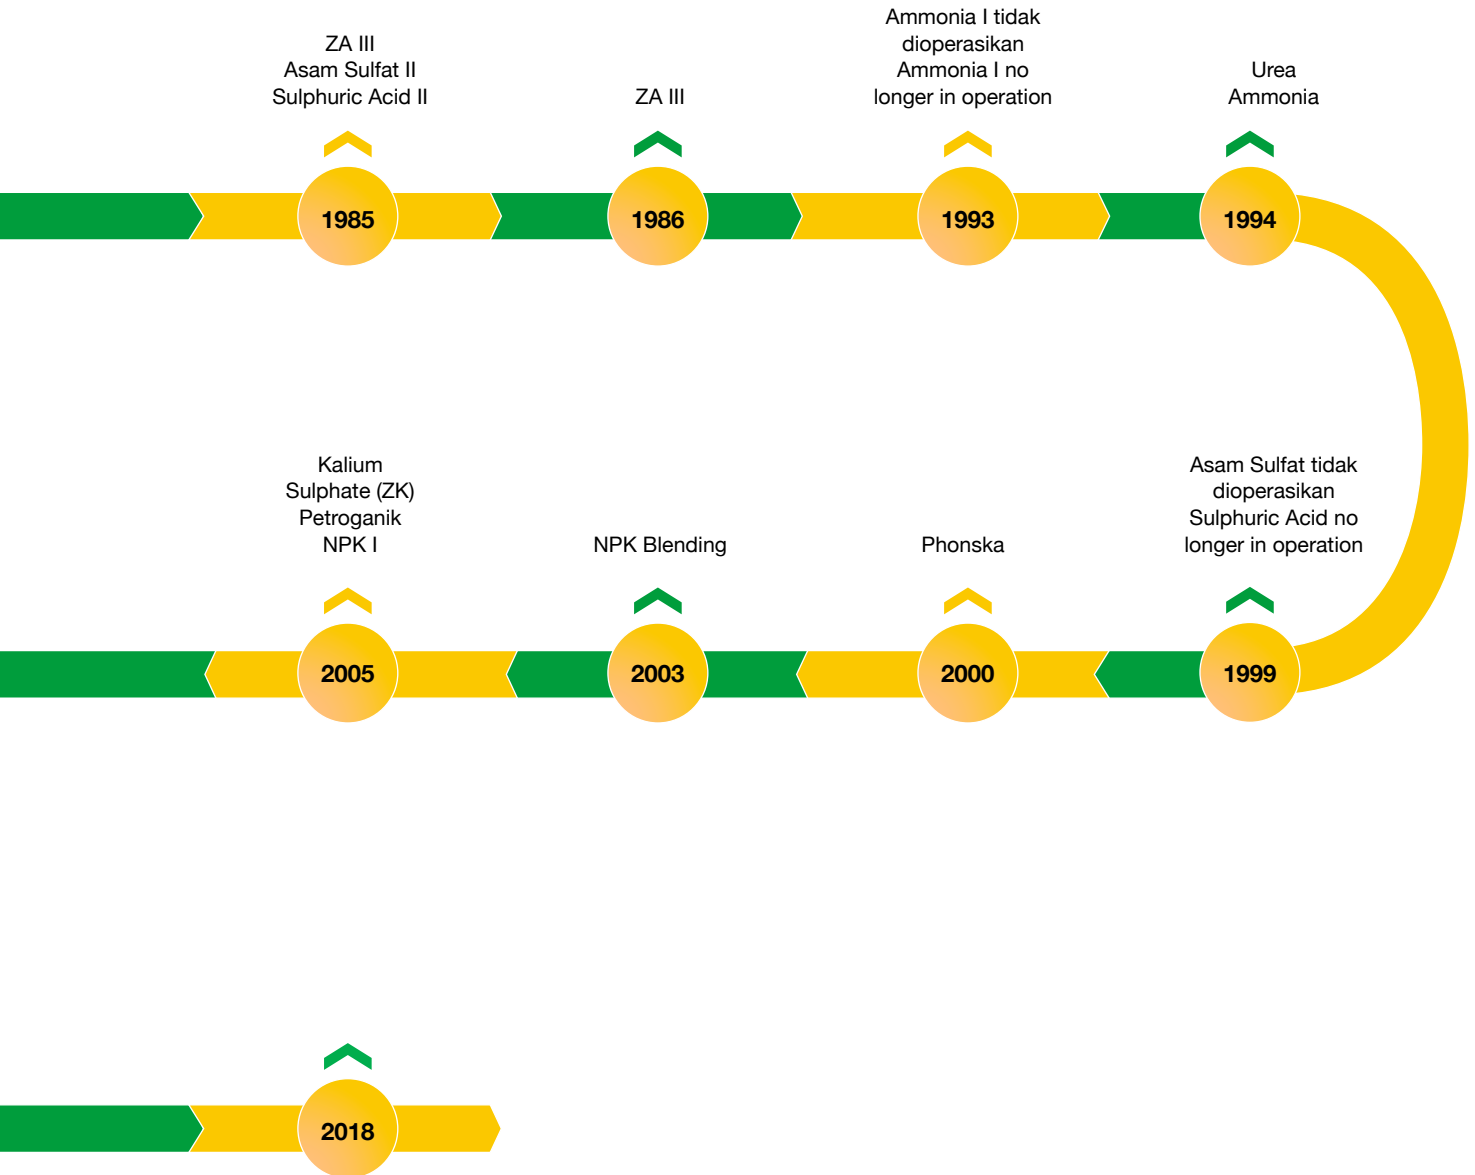 ZA III
Asam Sulfat II
Sulphuric Acid II
1985
ZA III
1986
Ammonia I tidak
dioperasikan
Ammonia I no
longer in operation
1993
Urea
Ammonia
1994
Asam Sulfat tidak
dioperasikan
Sulphuric Acid no
longer in operation
1999
Phonska
2000
NPK Blending
2003
Kalium
Sulphate (ZK)
Petroganik
NPK I
2005
2018